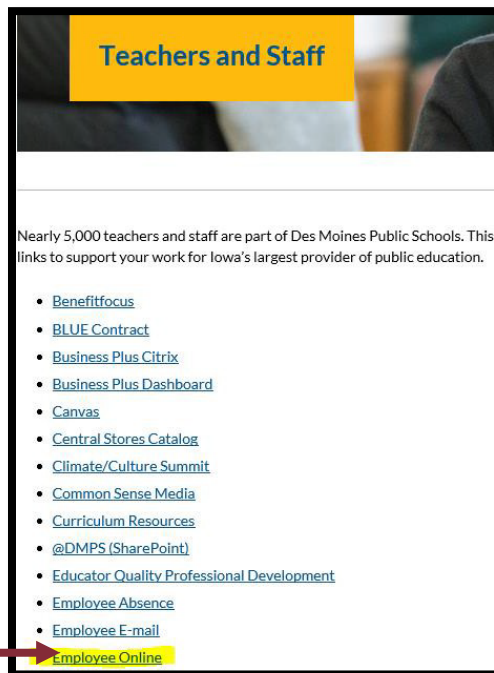 Teachers and Staff
Nearly 5,000 teachers and staff are part of Des Moines Public Schools. This
links to support your work for Iowa's largest provider of public education.
Benefitfocus
BLUE Contract
Business Plus Citrix
Business Plus Dashboard
Canvas
Central Stores Catalog
Climate/Culture Summit
Common Sense Media
Curriculum Resources
@DMPS (SharePoint)
Educator Quality Professional Development
Employee Absence
Employee E-mail
Employee Online